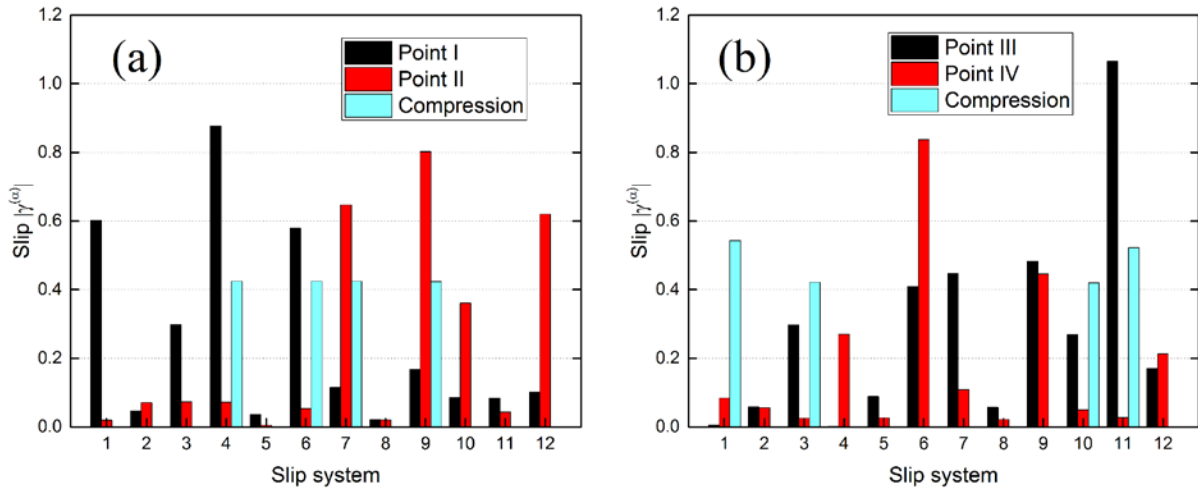 (a)
Point I
Point II
Compression
1.2
1.0
0.8
0.6
0.4
0.2
0.0
Slip |γ^(α)|
1 2 3 4 5 6 7 8 9 10 11 12
Slip system
(b)
Point III
Point IV
Compression
1.2
1.0
0.8
0.6
0.4
0.2
0.0
Slip |γ^(α)|
1 2 3 4 5 6 7 8 9 10 11 12
Slip system